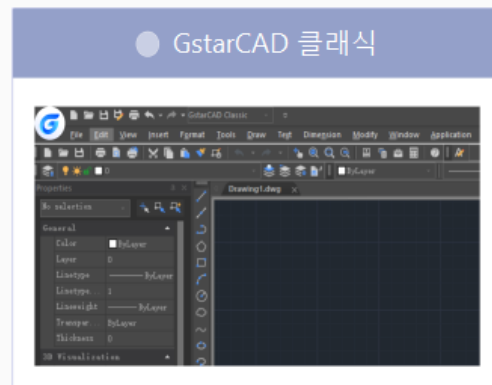 GstarCAD 클래식
GstarCAD Classic
File Edit View Insert Format Tools Draw Text Dimension Modify Window Application
0 ByLayer
Properties
Drawing1.dwg
No selection
General
Color ByLayer
Layer 0
Linetype ByLayer
Linetype... 1
Lineweight ByLayer
Transpar... ByLayer
Thickness 0
3D Visualization